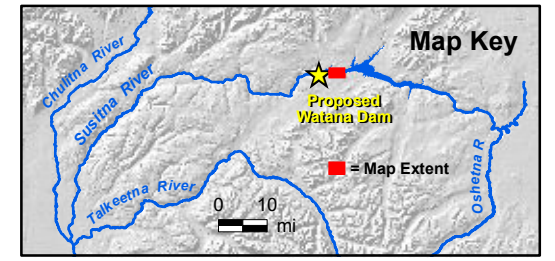 Map Key
Chulitna River
Susitna River
Proposed
Watana Dam
Talkeetna River
Oshetna R
= Map Extent
0 10
mi